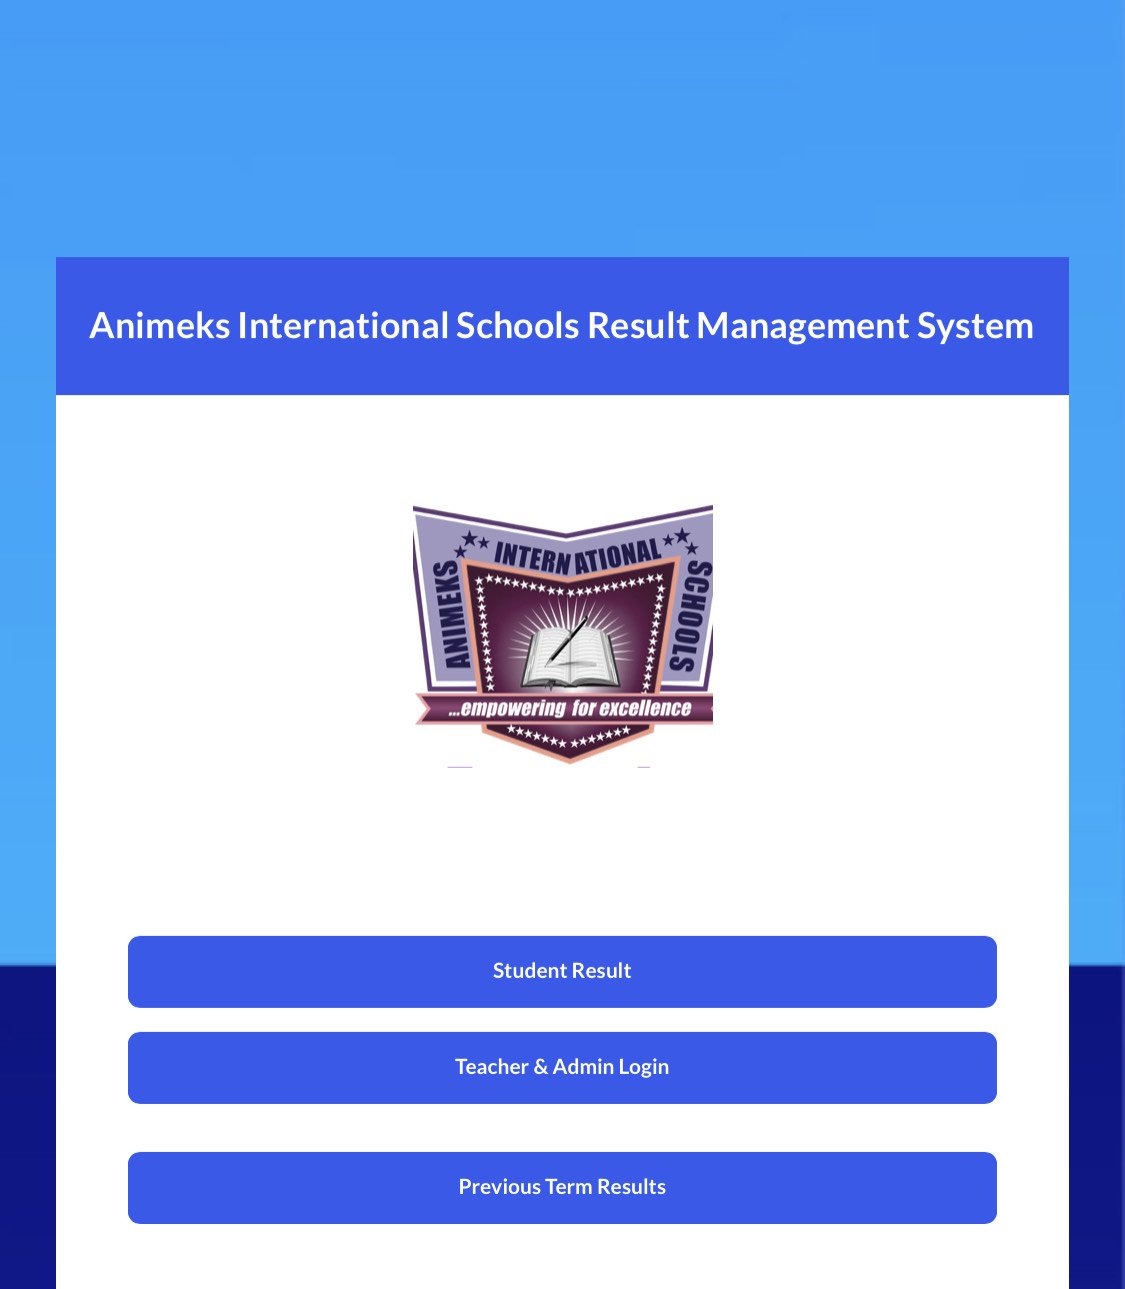 Animeks International Schools Result Management System
INTERNATIONAL
ANIMEKS
SCHOOLS
...empowering for excellence
Student Result
Teacher & Admin Login
Previous Term Results